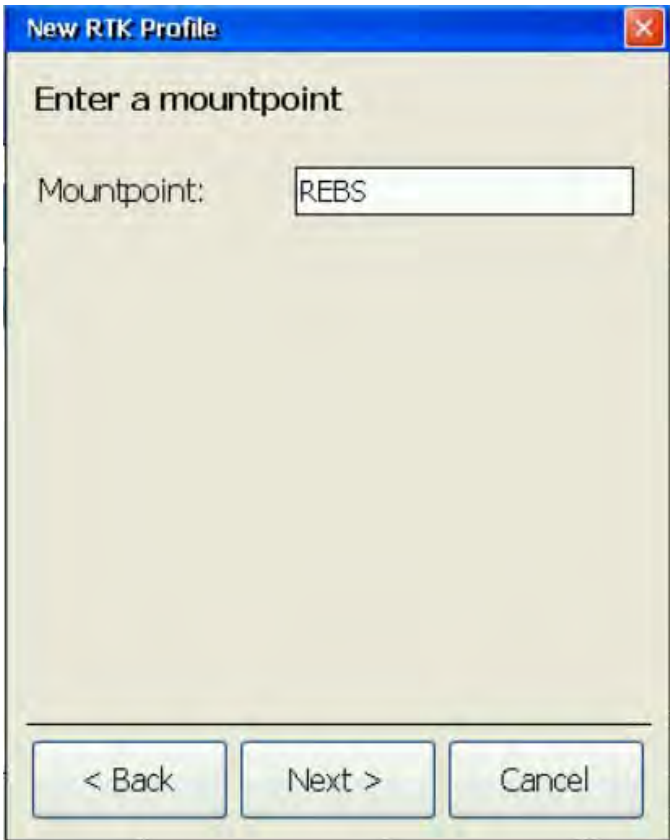 New RTK Profile
Enter a mountpoint
Mountpoint: REBS
< Back Next > Cancel